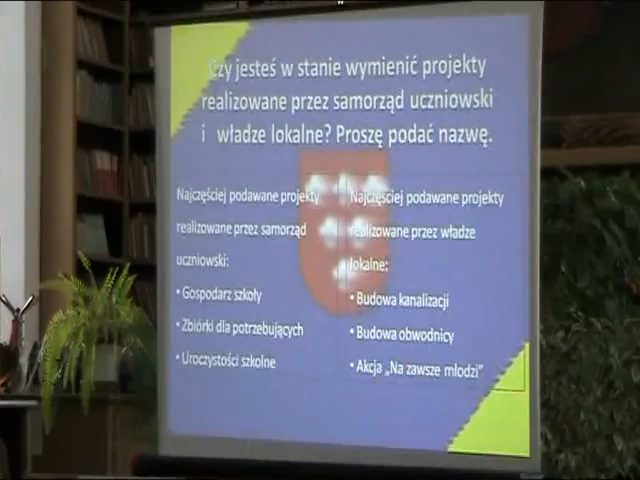 Czy jesteś w stanie wymienić projekty
realizowane przez samorząd uczniowski
i władze lokalne? Proszę podać nazwę.
Najczęściej podawane projekty
realizowane przez samorząd
uczniowski:
• Gospodarz szkoły
• Zbiórki dla potrzebujących
• Uroczystości szkolne
Najczęściej podawane projekty
realizowane przez władze
lokalne:
• Budowa kanalizacji
• Budowa obwodnicy
• Akcja „Na zawsze młodzi"